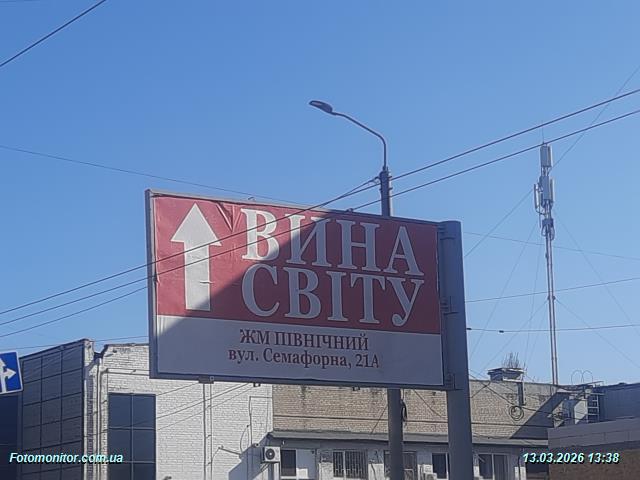 ВИНА
СВІТУ
ЖМ ПІВНІЧНИЙ
вул. Семафорна, 21А
Fotomonitor.com.ua
13.03.2026 13:38